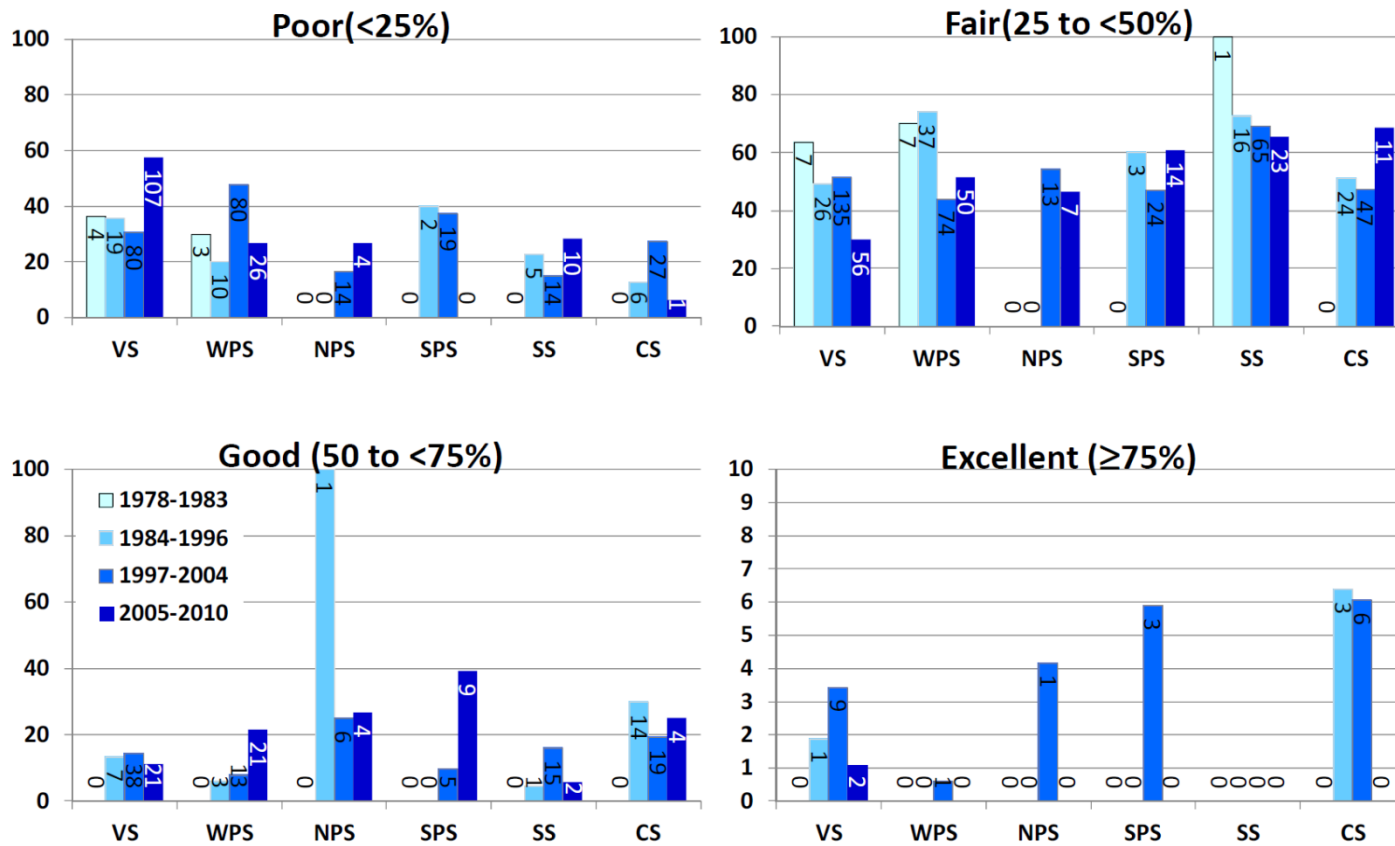 Poor(<25%)
100
80
60
40
20
0
4 19 80 107
3 10 80 26
0 0 14 4
0 2 19 0
0 5 14 10
0 6 27 1
VS WPS NPS SPS SS CS
Fair(25 to <50%)
100
80
60
40
20
0
7 26 135 56
7 37 74 50
0 0 13 7
0 3 24 14
1 16 65 23
0 24 47 11
VS WPS NPS SPS SS CS
Good (50 to <75%)
100
80
60
40
20
0
1978-1983
1984-1996
1997-2004
2005-2010
0 7 38 21
0 3 13 21
0 1 6 4
0 0 5 9
0 1 15 2
0 14 19 4
VS WPS NPS SPS SS CS
Excellent (≥75%)
10
9
8
7
6
5
4
3
2
1
0
0 1 9 2
0 0 1 0
0 0 1 0
0 0 3 0
0 0 0 0
0 3 6 0
VS WPS NPS SPS SS CS